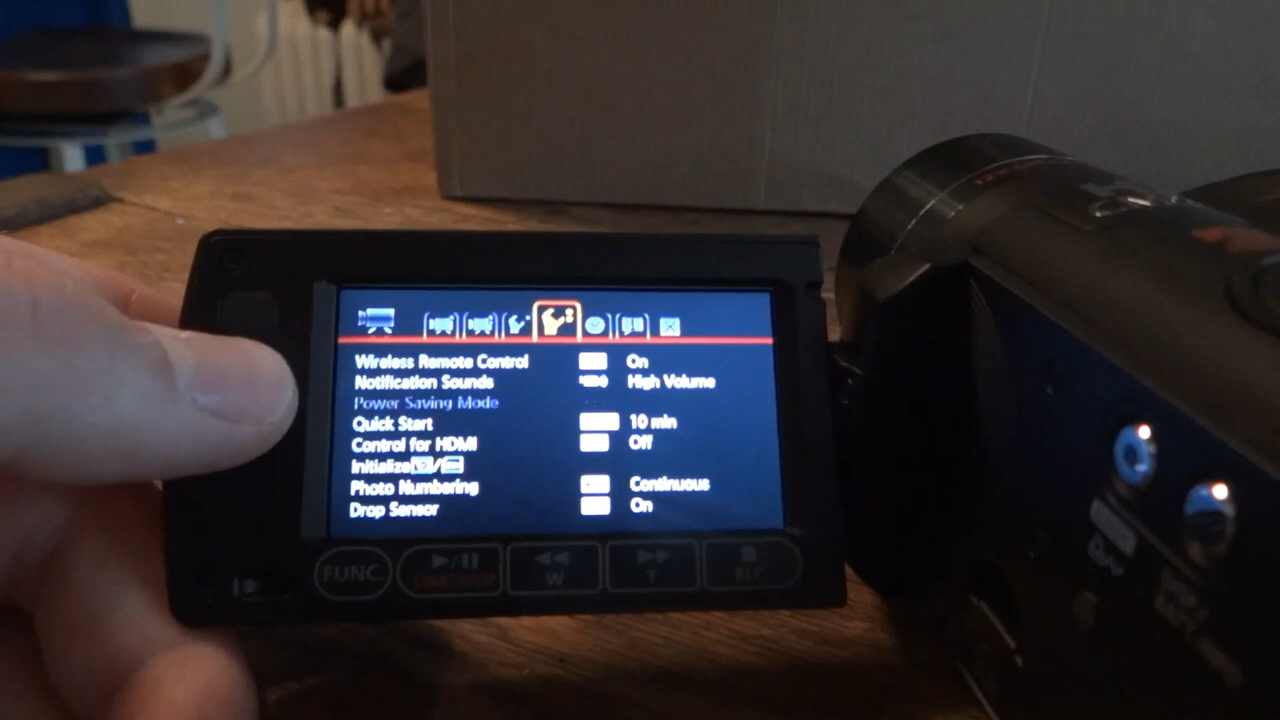 Wireless Remote Control On
Notification Sounds High Volume
Power Saving Mode
Quick Start 10 min
Control for HDMI Off
Initialize /
Photo Numbering Continuous
Drop Sensor On
FUNC. W T BLC